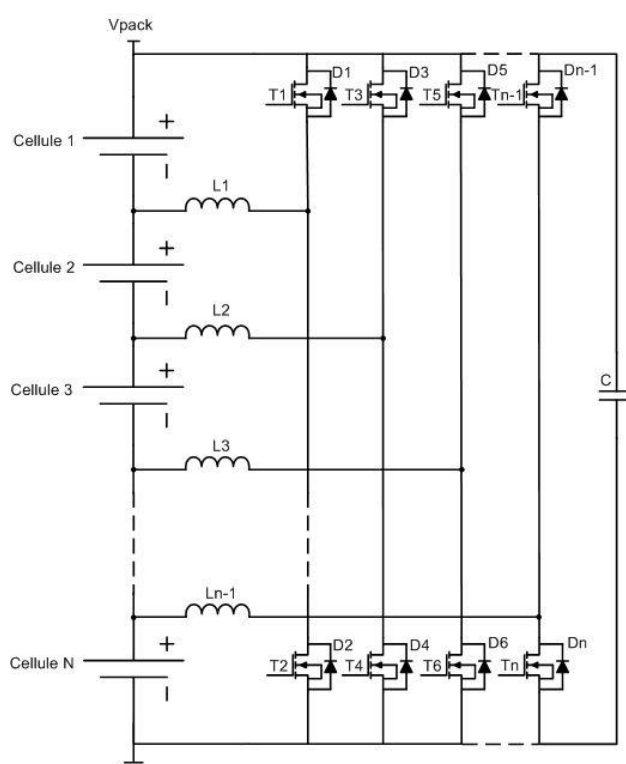 Vpack
D1 D3 D5 Dn-1
T1 T3 T5 Tn-1
+
Cellule 1
-
L1
+
Cellule 2
-
L2
+
Cellule 3
-
C
L3
Ln-1
+
D2 D4 D6 Dn
Cellule N
T2 T4 T6 Tn
-